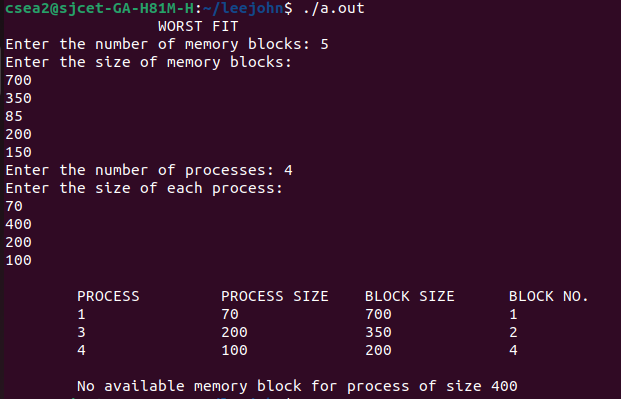 csea2@sjcet-GA-H81M-H:~/leejohn$ ./a.out
WORST FIT
Enter the number of memory blocks: 5
Enter the size of memory blocks:
700
350
85
200
150
Enter the number of processes: 4
Enter the size of each process:
70
400
200
100
PROCESS PROCESS SIZE BLOCK SIZE BLOCK NO.
1 70 700 1
3 200 350 2
4 100 200 4
No available memory block for process of size 400